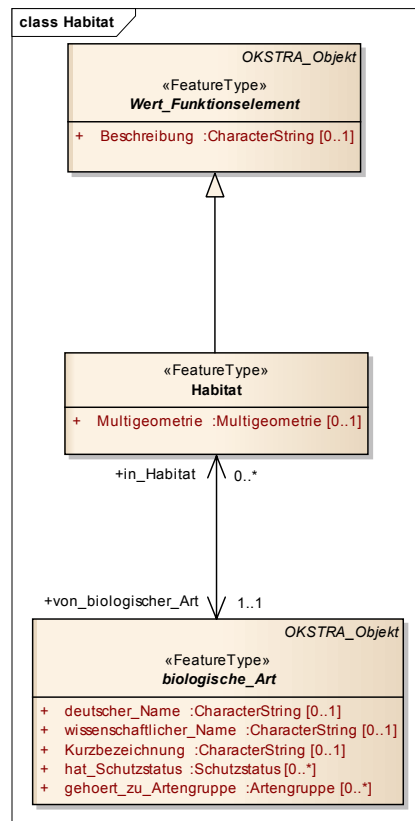 class Habitat
OKSTRA_Objekt
«FeatureType»
Wert_Funktionselement
+ Beschreibung :CharacterString [0..1]
«FeatureType»
Habitat
+ Multigeometrie :Multigeometrie [0..1]
+in_Habitat 0..*
+von_biologischer_Art 1..1
OKSTRA_Objekt
«FeatureType»
biologische_Art
+ deutscher_Name :CharacterString [0..1]
+ wissenschaftlicher_Name :CharacterString [0..1]
+ Kurzbezeichnung :CharacterString [0..1]
+ hat_Schutzstatus :Schutzstatus [0..*]
+ gehoert_zu_Artengruppe :Artengruppe [0..*]